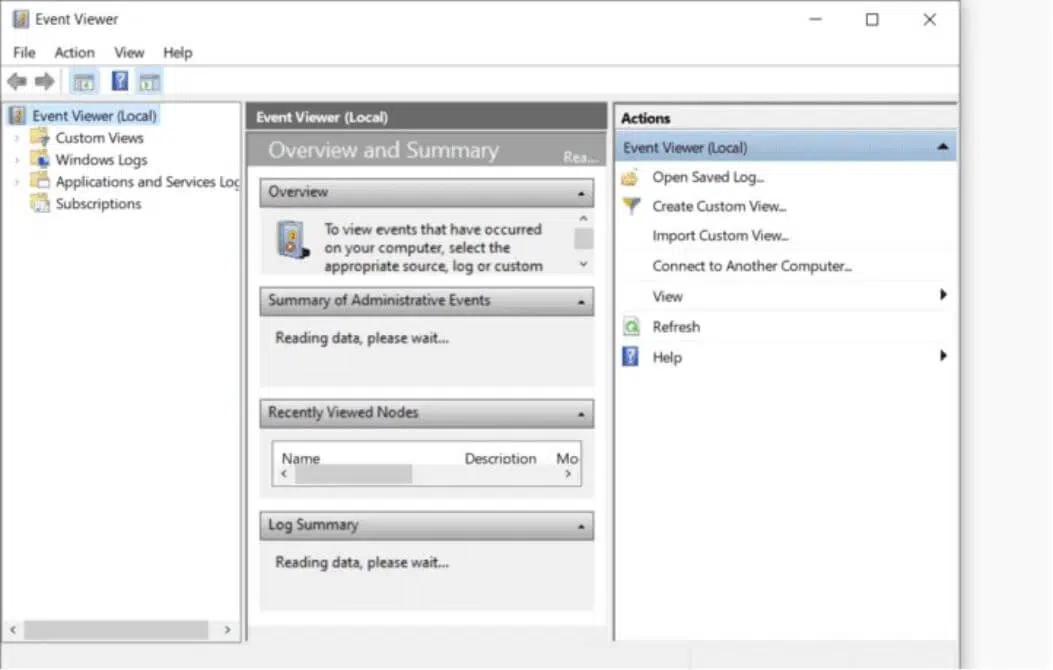 Event Viewer
File Action View Help
Event Viewer (Local)
Custom Views
Windows Logs
Applications and Services Log
Subscriptions
Event Viewer (Local)
Overview and Summary
Rea...
Overview
To view events that have occurred
on your computer, select the
appropriate source, log or custom
Summary of Administrative Events
Reading data, please wait...
Recently Viewed Nodes
Name Description Mo
Log Summary
Reading data, please wait...
Actions
Event Viewer (Local)
Open Saved Log...
Create Custom View...
Import Custom View...
Connect to Another Computer...
View
Refresh
Help